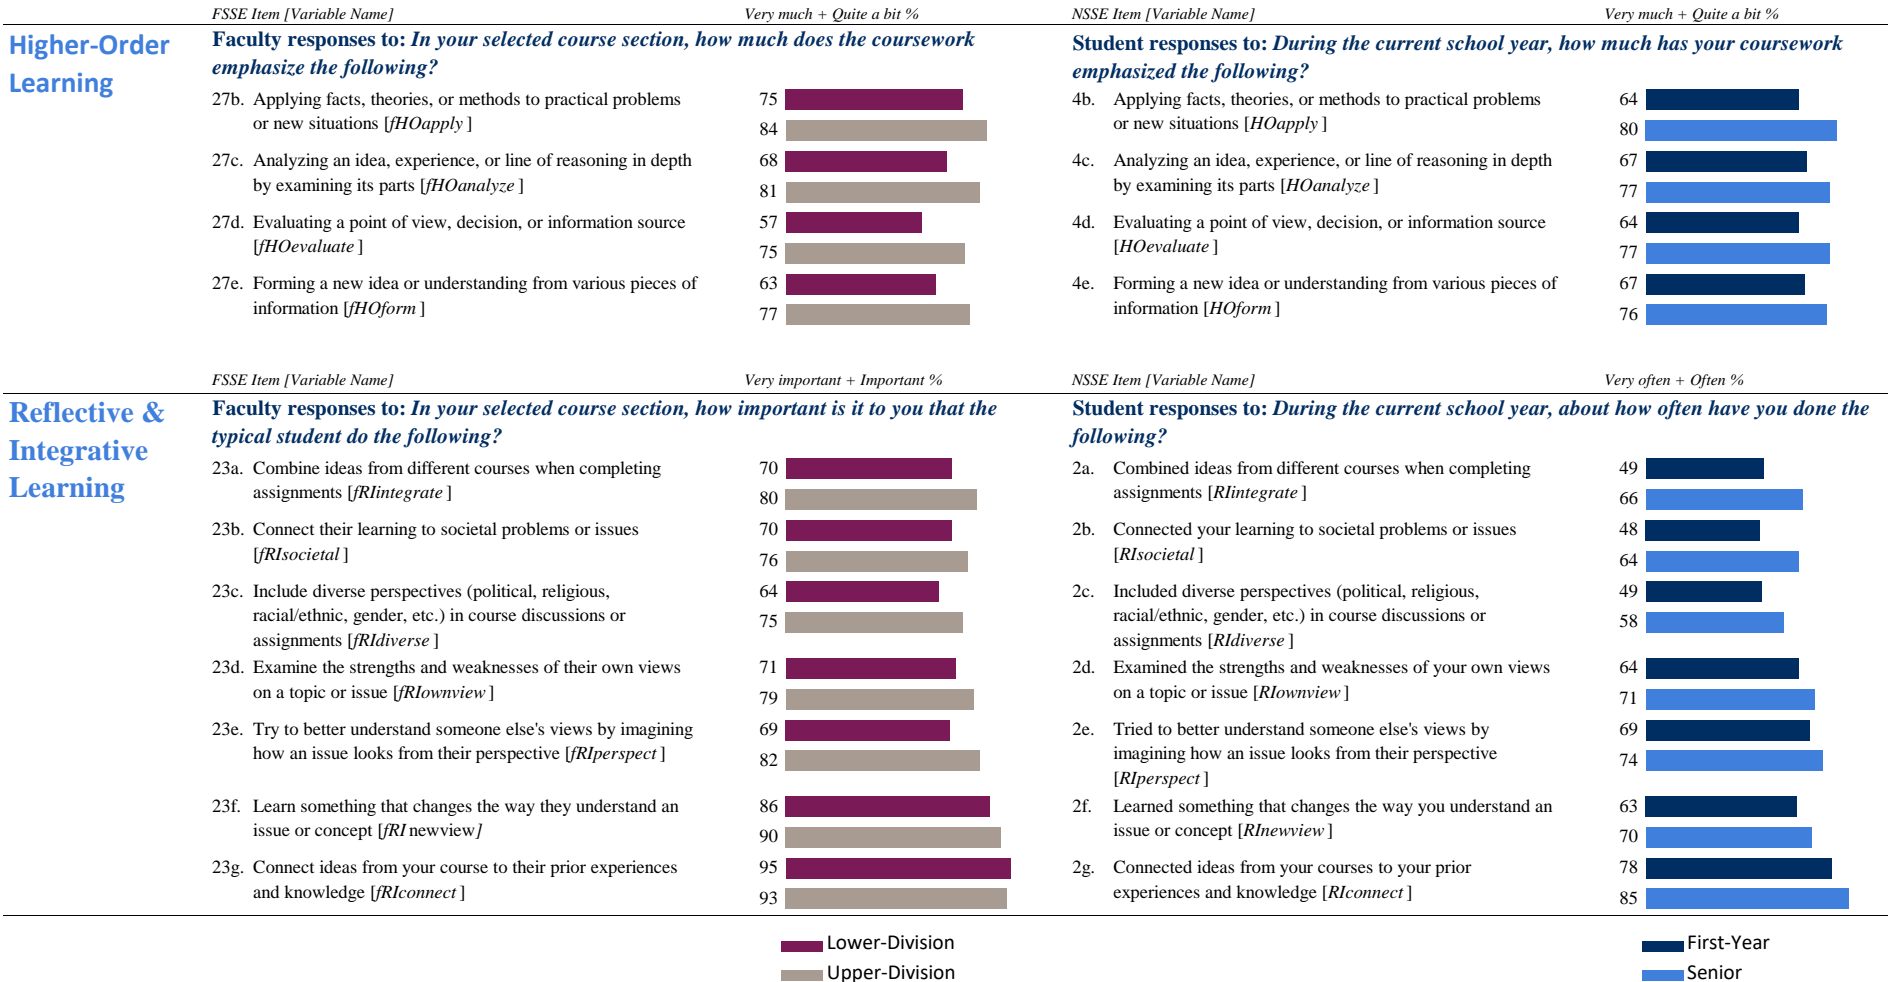 FSSE Item [Variable Name] Very much + Quite a bit % NSSE Item [Variable Name] Very much + Quite a bit %
Higher-Order
Learning
Faculty responses to: In your selected course section, how much does the coursework
emphasize the following?
27b. Applying facts, theories, or methods to practical problems
or new situations [fHOapply ]
75
84
27c. Analyzing an idea, experience, or line of reasoning in depth
by examining its parts [fHOanalyze ]
68
81
27d. Evaluating a point of view, decision, or information source
[fHOevaluate ]
57
75
27e. Forming a new idea or understanding from various pieces of
information [fHOform ]
63
77
Student responses to: During the current school year, how much has your coursework
emphasized the following?
4b. Applying facts, theories, or methods to practical problems
or new situations [HOapply ]
64
80
4c. Analyzing an idea, experience, or line of reasoning in depth
by examining its parts [HOanalyze ]
67
77
4d. Evaluating a point of view, decision, or information source
[HOevaluate ]
64
77
4e. Forming a new idea or understanding from various pieces of
information [HOform ]
67
76
FSSE Item [Variable Name] Very important + Important % NSSE Item [Variable Name] Very often + Often %
Reflective &
Integrative
Learning
Faculty responses to: In your selected course section, how important is it to you that the
typical student do the following?
23a. Combine ideas from different courses when completing
assignments [fRIintegrate ]
70
80
23b. Connect their learning to societal problems or issues
[fRIsocietal ]
70
76
23c. Include diverse perspectives (political, religious,
racial/ethnic, gender, etc.) in course discussions or
assignments [fRIdiverse ]
64
75
23d. Examine the strengths and weaknesses of their own views
on a topic or issue [fRIownview ]
71
79
23e. Try to better understand someone else's views by imagining
how an issue looks from their perspective [fRIperspect ]
69
82
23f. Learn something that changes the way they understand an
issue or concept [fRI newview]
86
90
23g. Connect ideas from your course to their prior experiences
and knowledge [fRIconnect ]
95
93
Student responses to: During the current school year, about how often have you done the
following?
2a. Combined ideas from different courses when completing
assignments [RIintegrate ]
49
66
2b. Connected your learning to societal problems or issues
[RIsocietal ]
48
64
2c. Included diverse perspectives (political, religious,
racial/ethnic, gender, etc.) in course discussions or
assignments [RIdiverse ]
49
58
2d. Examined the strengths and weaknesses of your own views
on a topic or issue [RIownview ]
64
71
2e. Tried to better understand someone else's views by
imagining how an issue looks from their perspective
[RIperspect ]
69
74
2f. Learned something that changes the way you understand an
issue or concept [RInewview ]
63
70
2g. Connected ideas from your courses to your prior
experiences and knowledge [RIconnect ]
78
85
Lower-Division
Upper-Division
First-Year
Senior